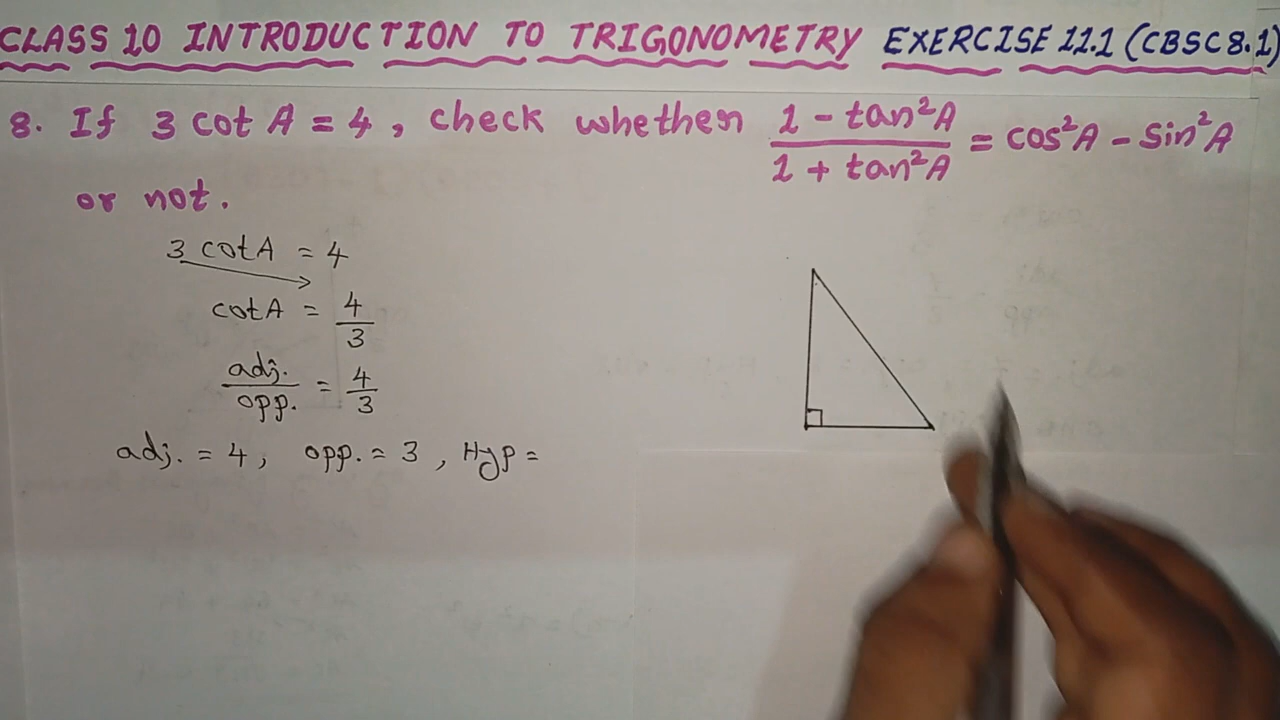 CLASS 10 INTRODUCTION TO TRIGONOMETRY EXERCISE 11.1 (CBSC 8.1)
8. If 3 cot A = 4, check whether (1 - tan²A)/(1 + tan²A) = cos²A - Sin²A
or not.
3 cotA = 4
cotA = 4/3
adj./opp. = 4/3
adj. = 4, opp. = 3, Hyp =